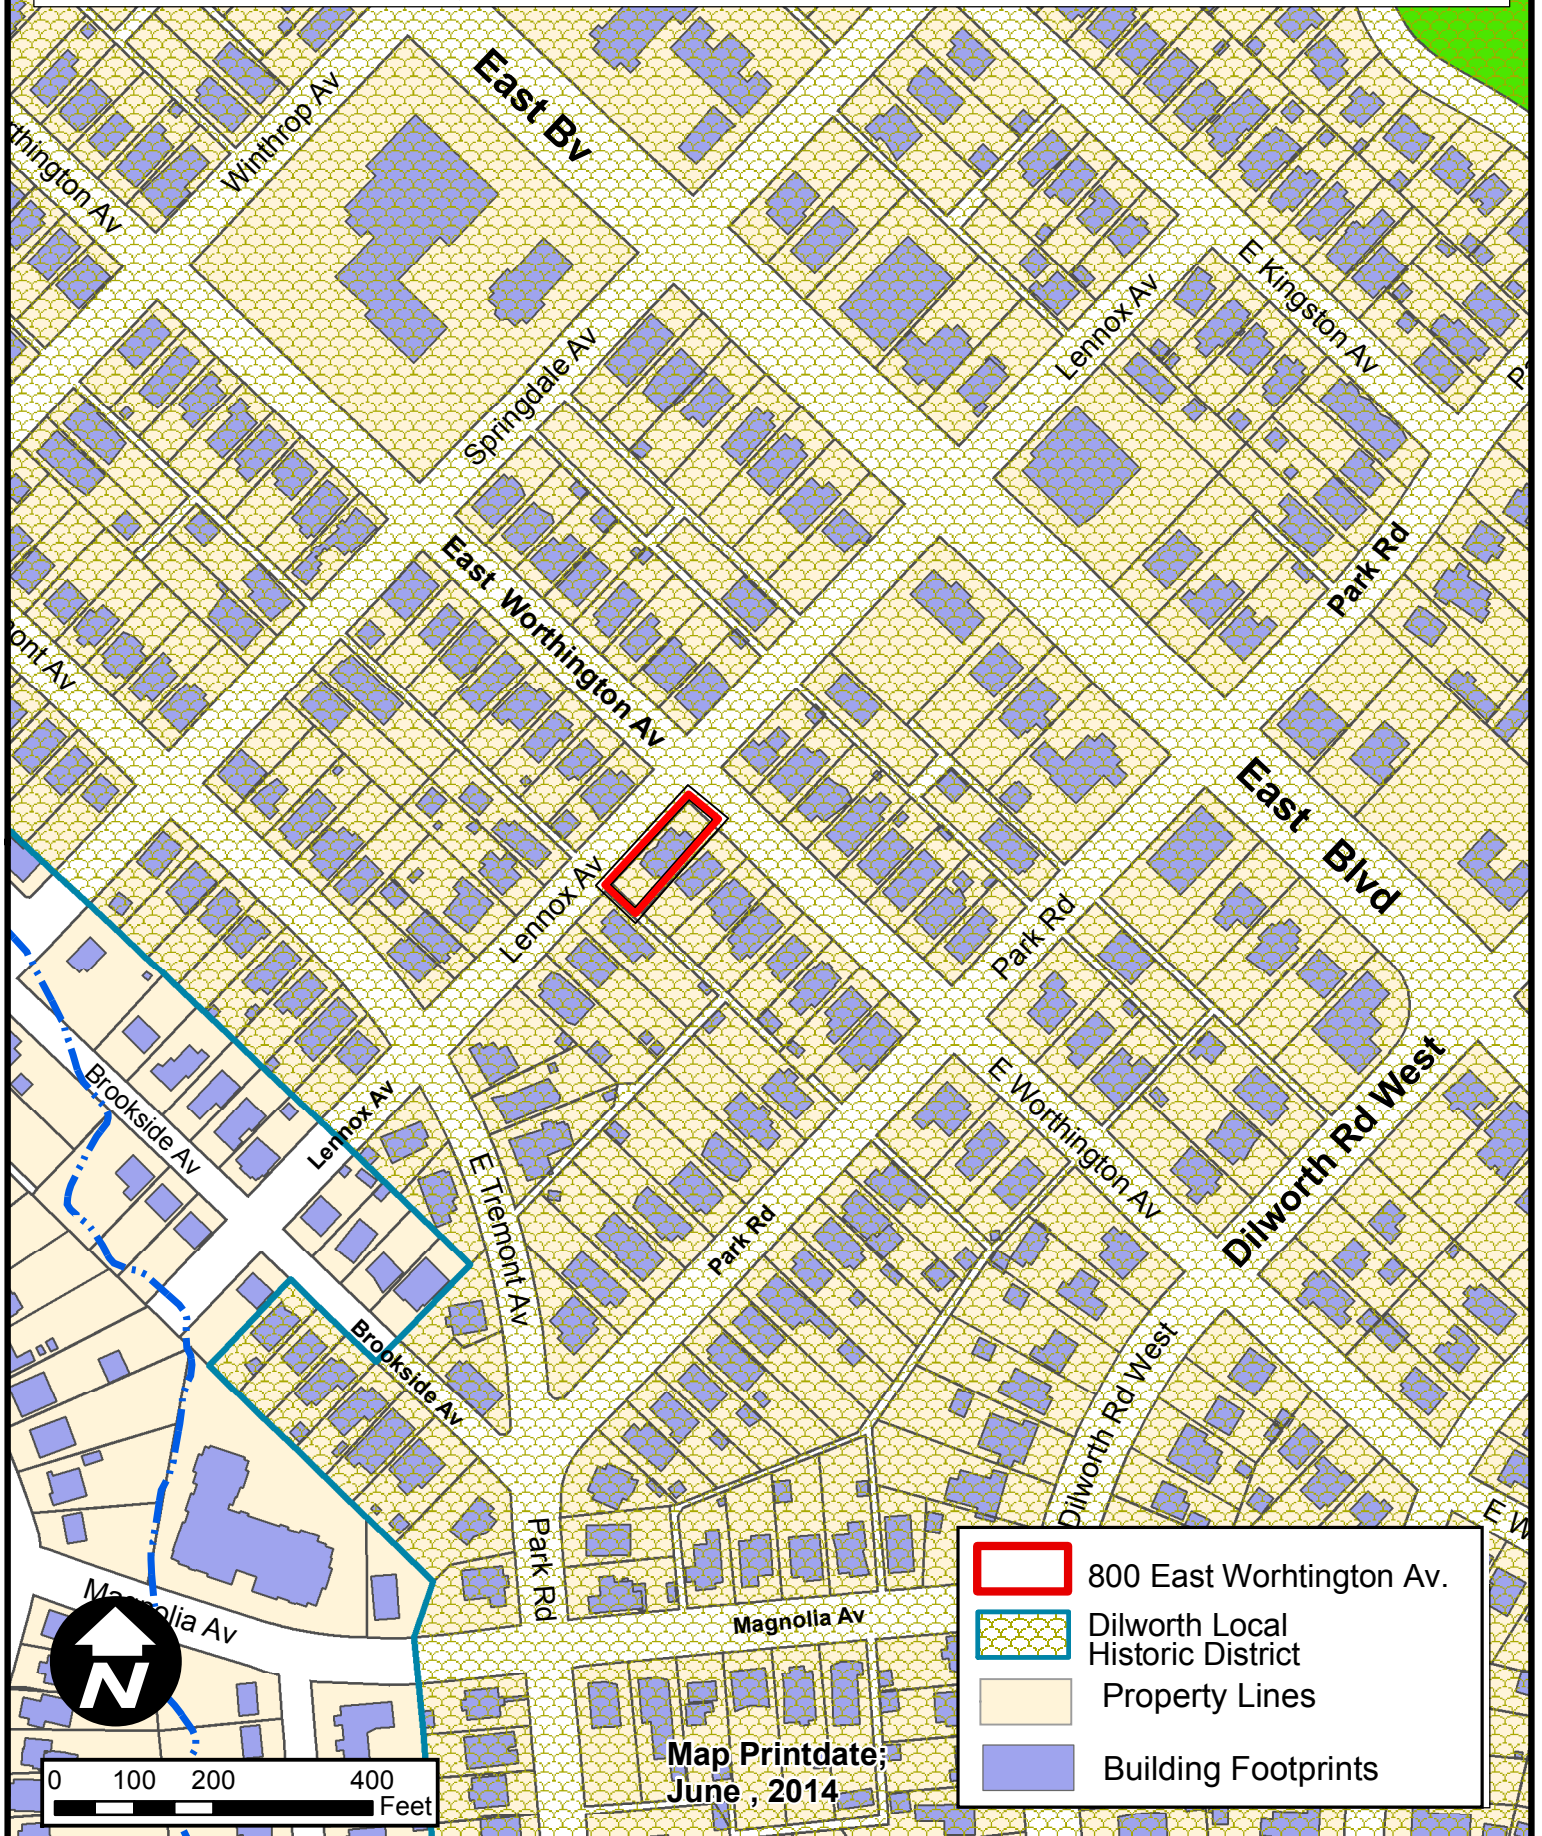 East Bv
Winthrop Av
rthington Av
E Kingston Av
Lennox Av
Springdale Av
Park Rd
East Worthington Av
ont Av
East Blvd
Lennox Av
Park Rd
Dilworth Rd West
E Worthington Av
Brookside Av
Lennox Av
E Tremont Av
Park Rd
Brookside Av
Dilworth Rd West
E W
Park Rd
Magnolia Av
Magnolia Av
N
800 East Worhtington Av.
Dilworth Local
Historic District
Property Lines
Building Footprints
Map Printdate;
June , 2014
0 100 200 400
Feet